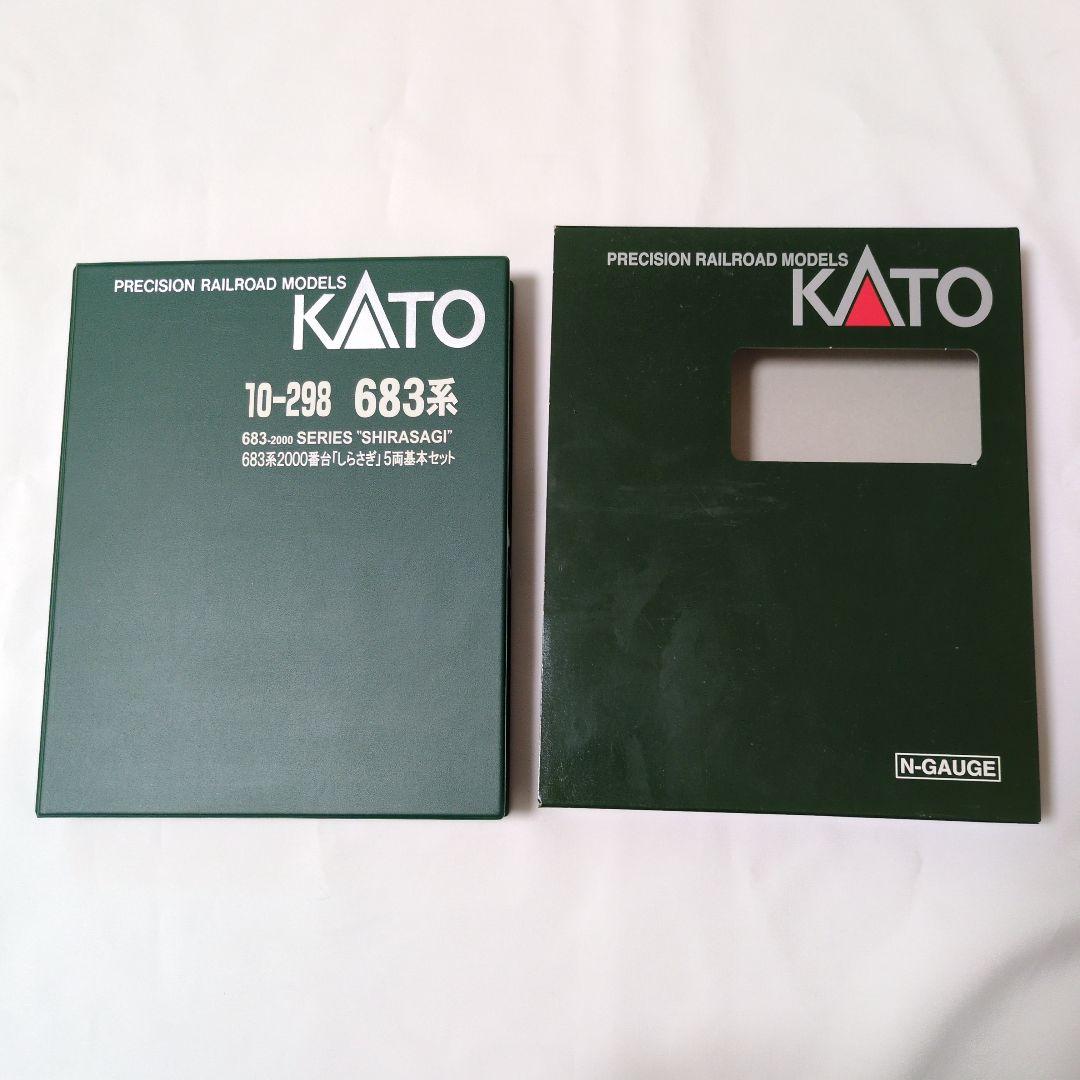 PRECISION RAILROAD MODELS
KATO
10-298 683系
683-2000 SERIES "SHIRASAGI"
683系2000番台「しらさぎ」5両基本セット
PRECISION RAILROAD MODELS
KATO
N-GAUGE